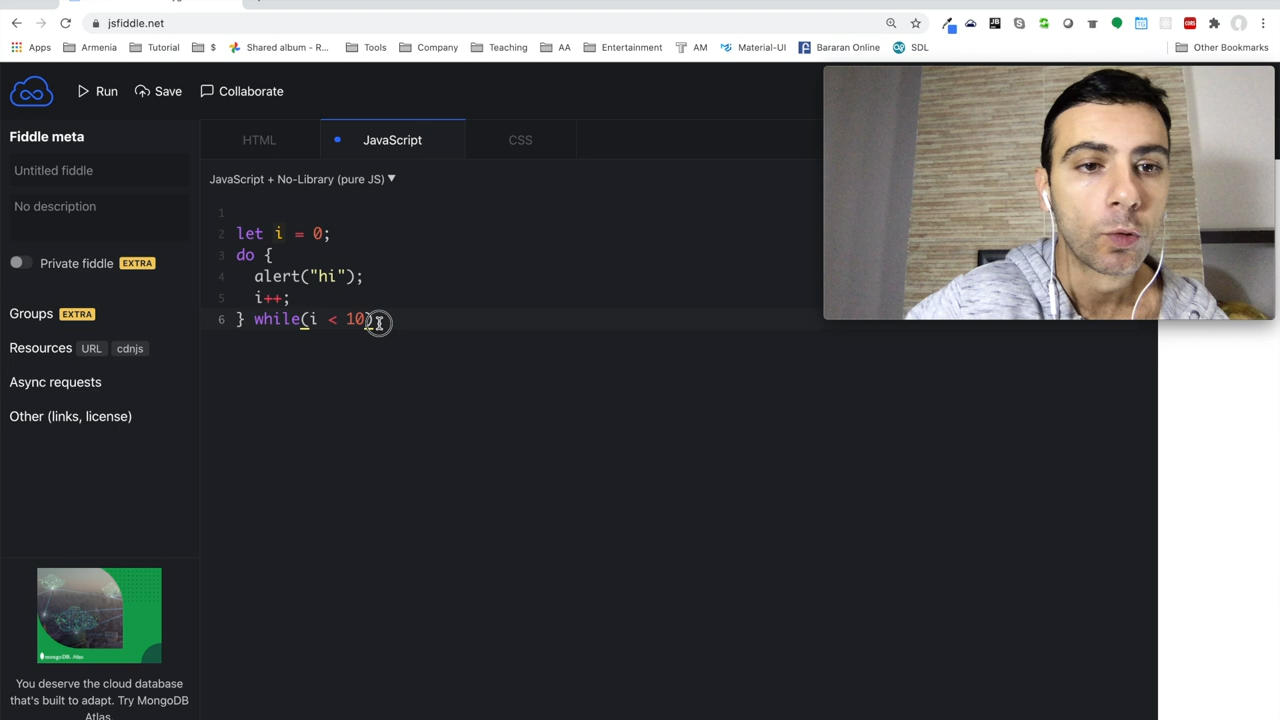 jsfiddle.net
Apps Armenia Tutorial $ Shared album - R... Tools Company Teaching AA Entertainment AM Material-UI Bararan Online SDL Other Bookmarks
Run Save Collaborate
Fiddle meta
Untitled fiddle
No description
Private fiddle EXTRA
Groups EXTRA
Resources URL cdnjs
Async requests
Other (links, license)
HTML JavaScript CSS
JavaScript + No-Library (pure JS)
1
2 let i = 0;
3 do {
4 alert("hi");
5 i++;
6 } while(i < 10)
mongoDB. Atlas
You deserve the cloud database
that's built to adapt. Try MongoDB
Atlas.